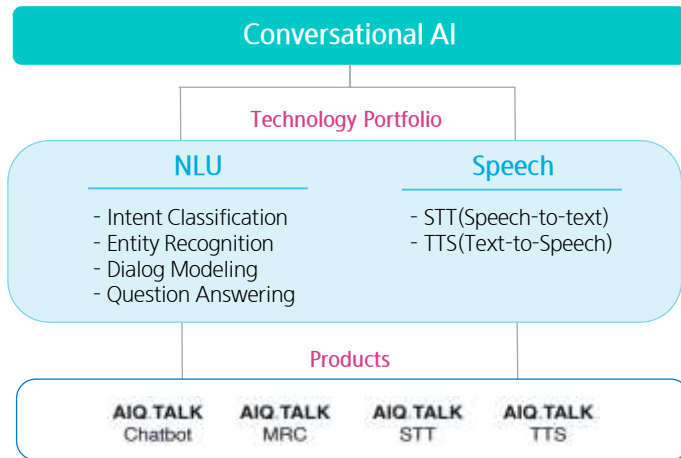 Conversational AI
Technology Portfolio
NLU
- Intent Classification
- Entity Recognition
- Dialog Modeling
- Question Answering
Speech
- STT(Speech-to-text)
- TTS(Text-to-Speech)
Products
AIQ.TALK
Chatbot
AIQ.TALK
MRC
AIQ.TALK
STT
AIQ.TALK
TTS